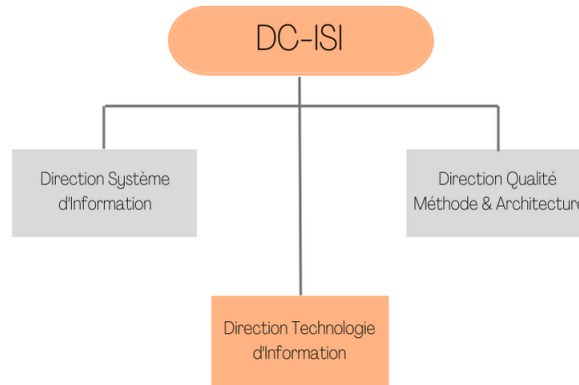 DC-ISI
Direction Système
d'Information
Direction Qualité
Méthode & Architecture
Direction Technologie
d'Information